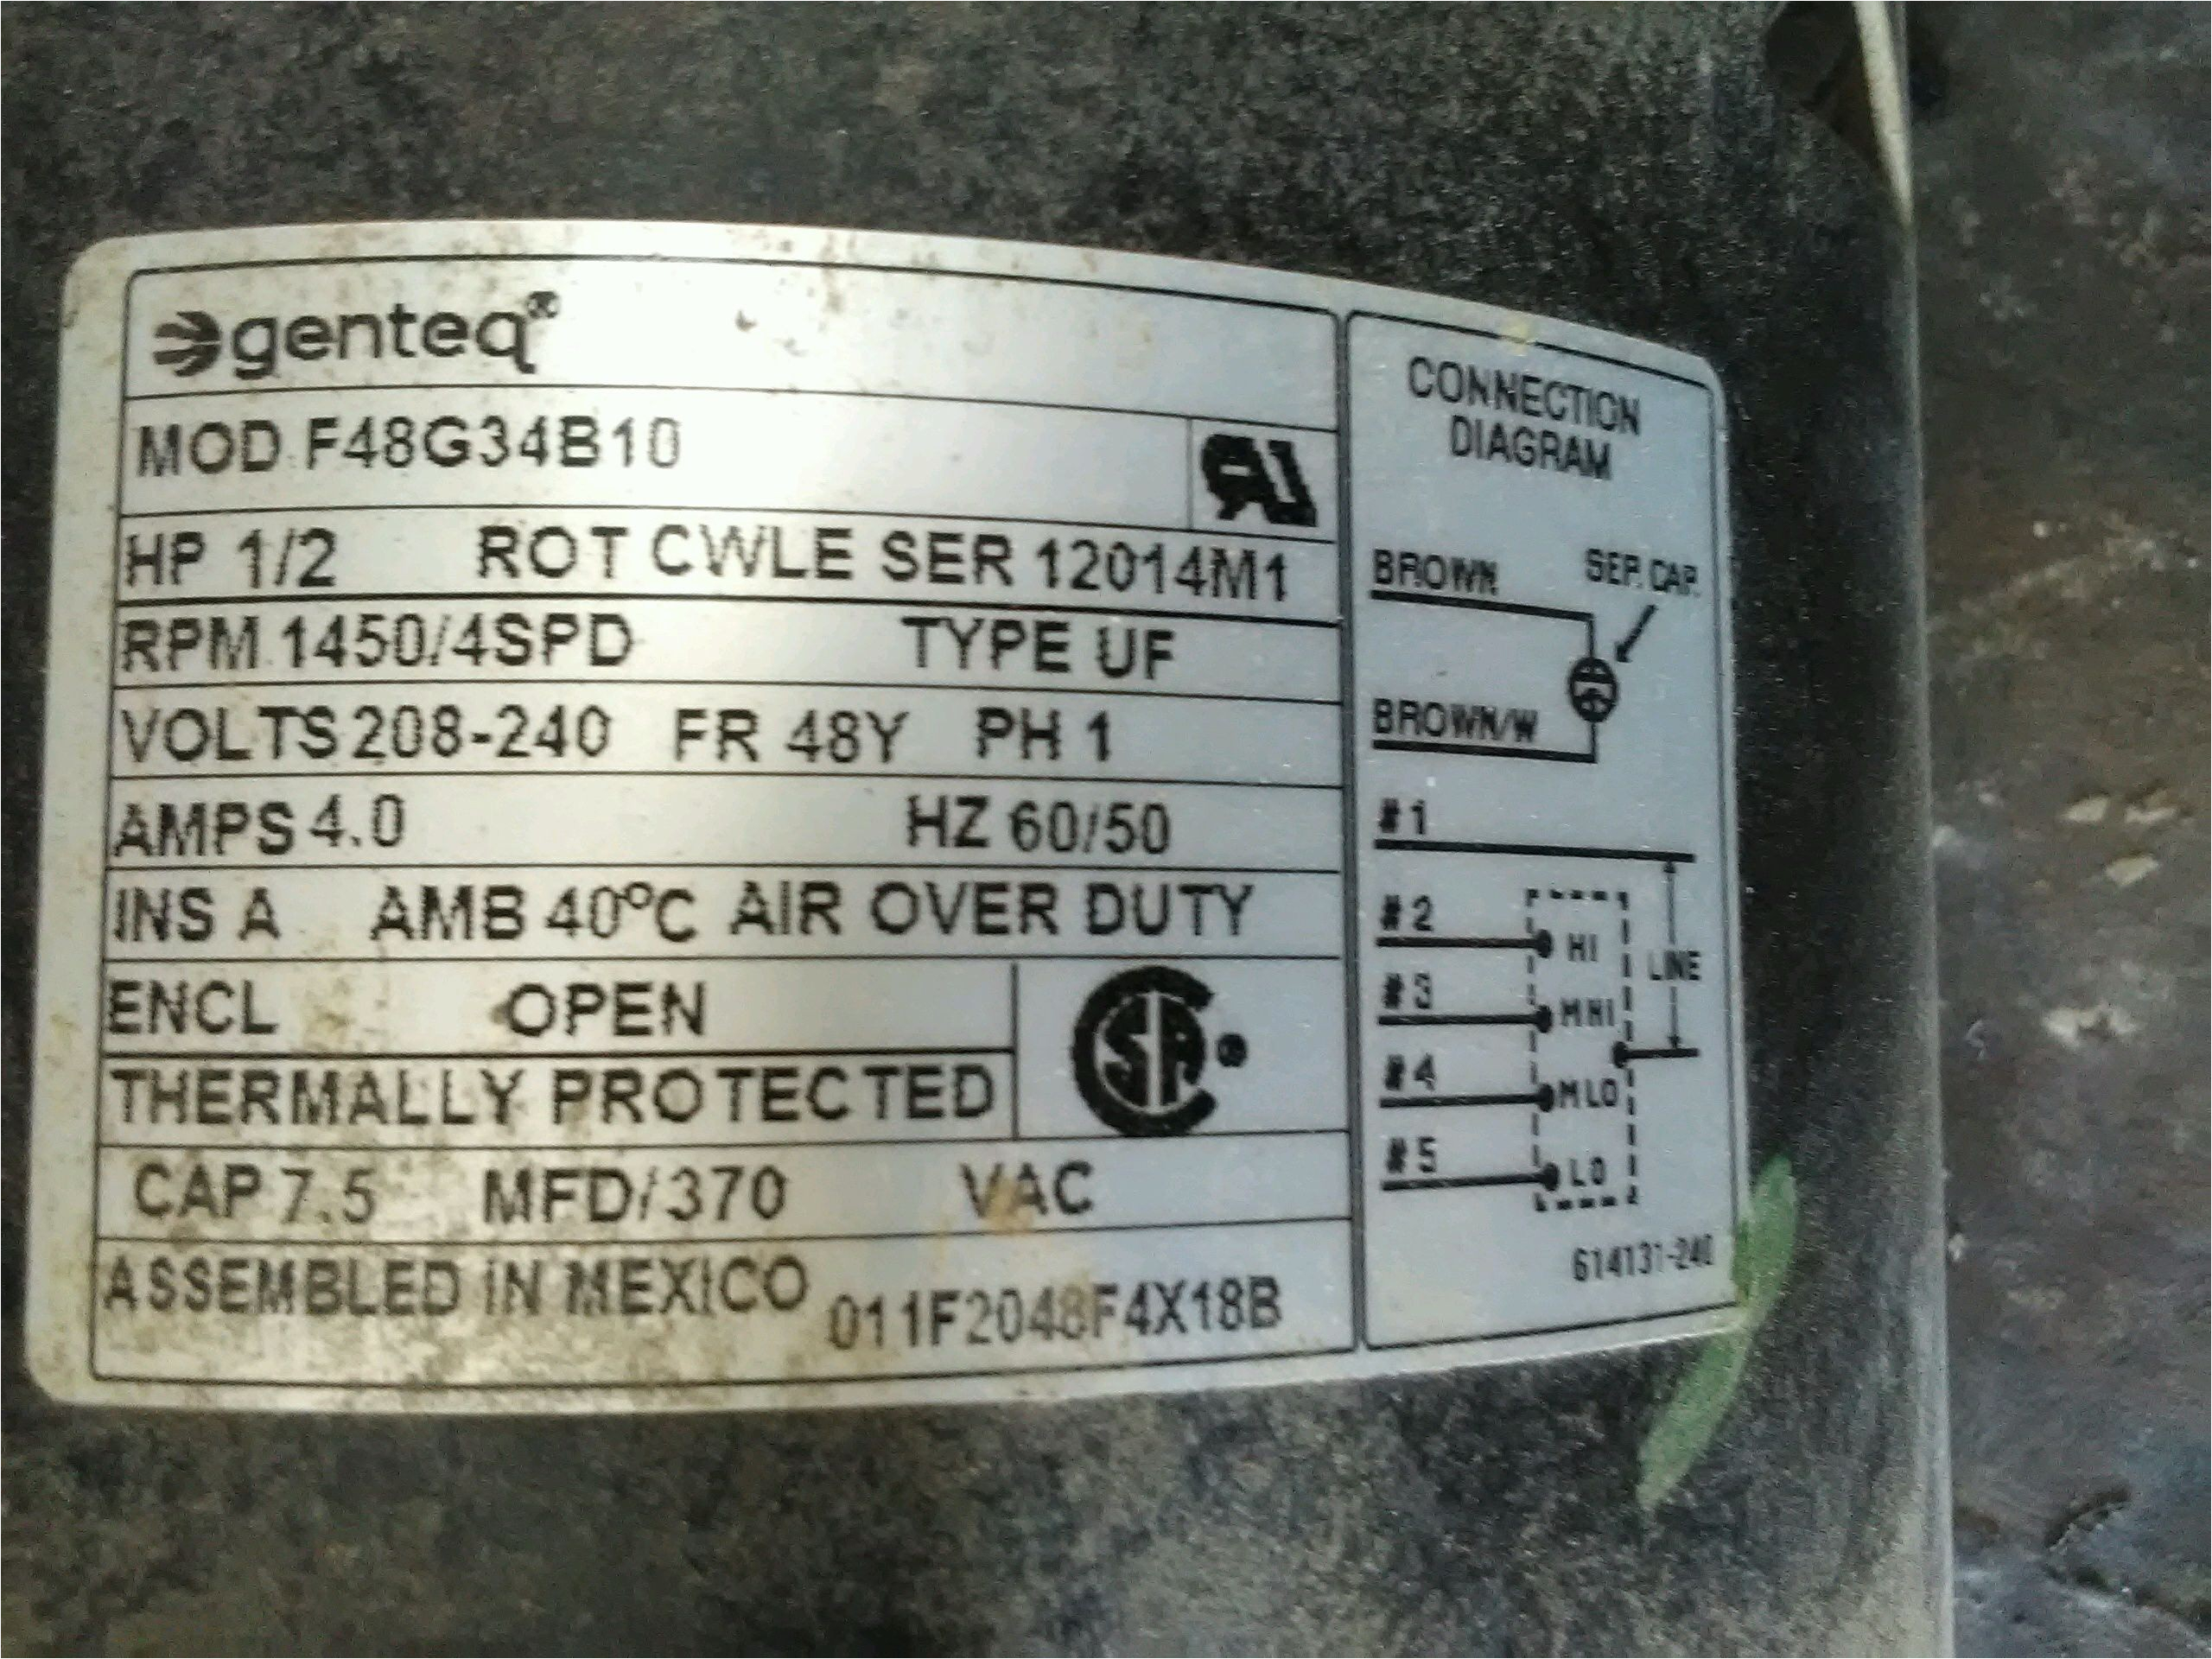 genteq®
MOD F48G34B10
HP 1/2 ROT CWLE SER 12014M1
RPM 1450/4SPD TYPE UF
VOLTS 208-240 FR 48Y PH 1
AMPS 4.0 HZ 60/50
INS A AMB 40°C AIR OVER DUTY
ENCL OPEN
THERMALLY PROTECTED
CAP 7.5 MFD/370 VAC
ASSEMBLED IN MEXICO 011F2048F4X18B
CONNECTION
DIAGRAM
BROWN SEP. CAP.
BROWN/W
#1
#2 HI LINE
#3 MHI
#4 MLO
#5 LO
614131-240